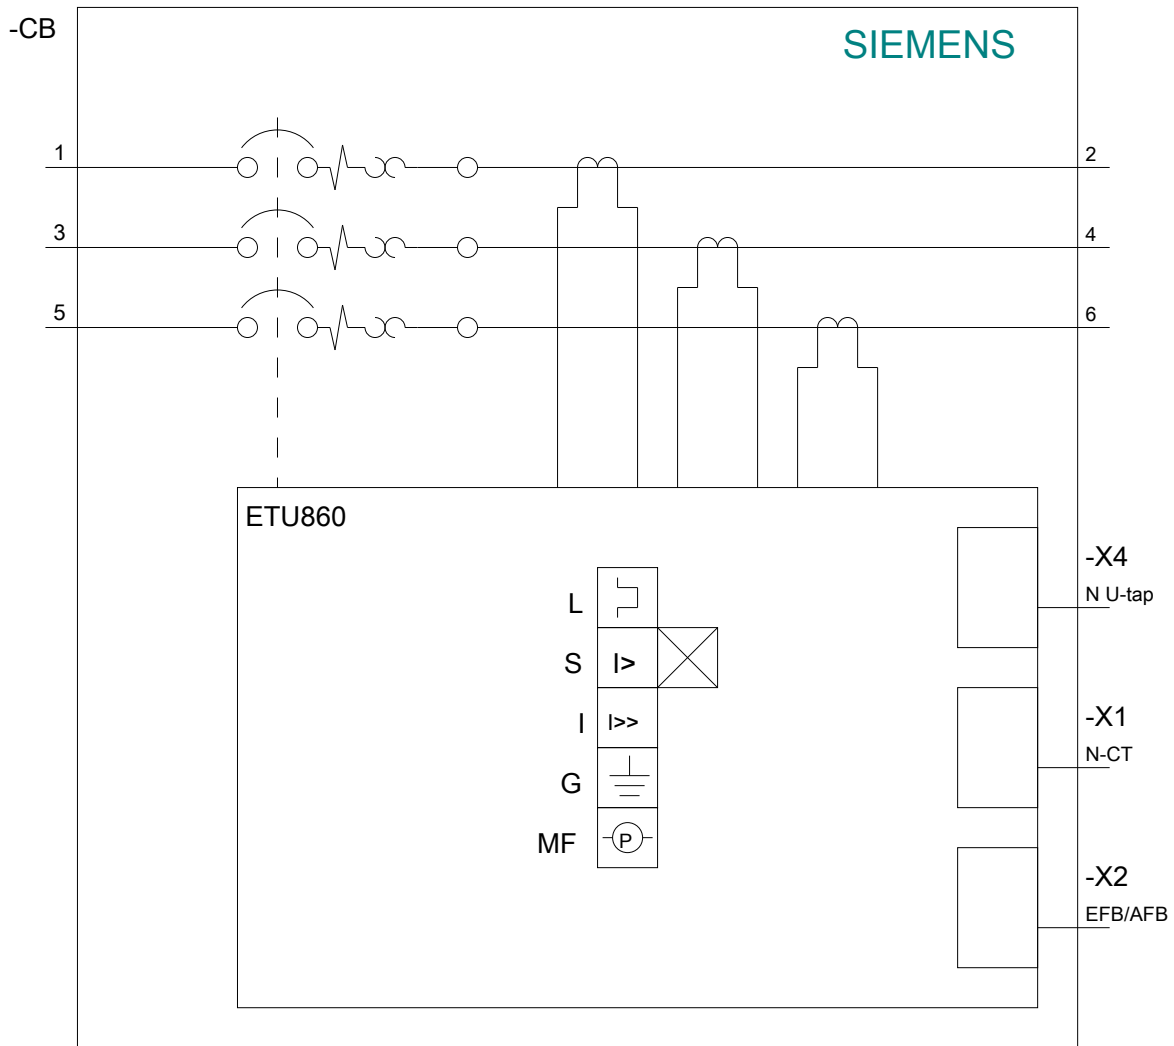 -CB
SIEMENS
1
2
3
4
5
6
ETU860
-X4
N U-tap
L
S
I>
I
I>>
-X1
N-CT
G
MF
P
-X2
EFB/AFB